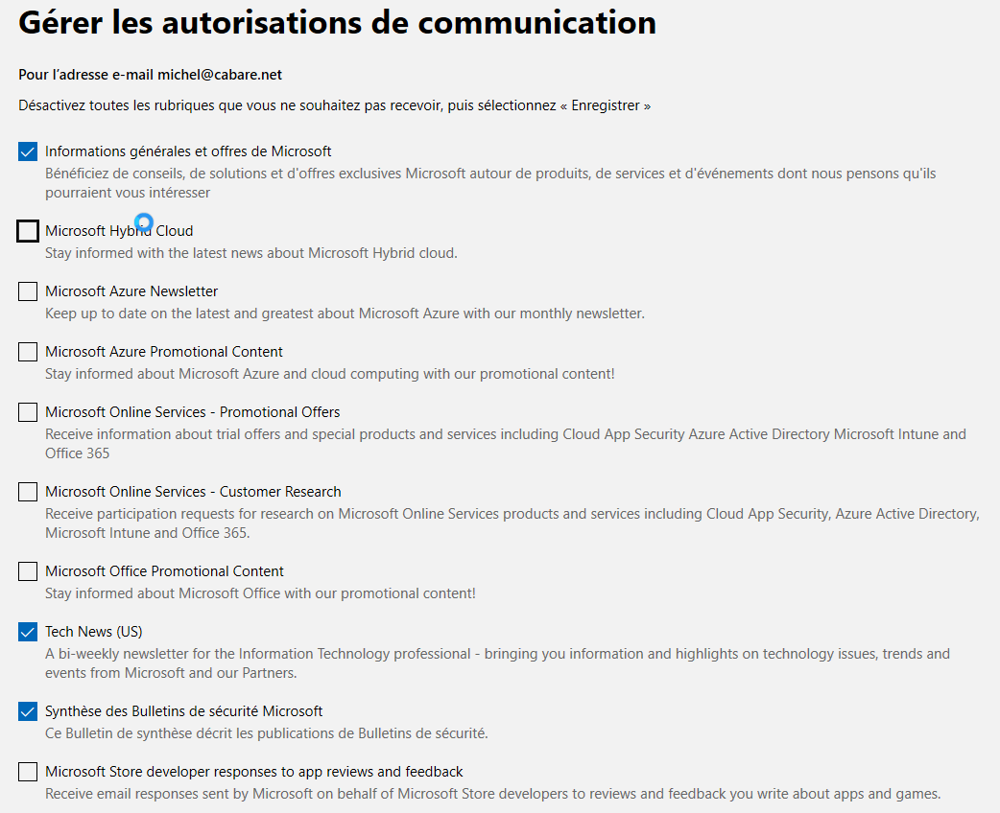 Gérer les autorisations de communication
Pour l’adresse e-mail michel@cabare.net
Désactivez toutes les rubriques que vous ne souhaitez pas recevoir, puis sélectionnez « Enregistrer »
Informations générales et offres de Microsoft
Bénéficiez de conseils, de solutions et d'offres exclusives Microsoft autour de produits, de services et d'événements dont nous pensons qu'ils
pourraient vous intéresser
Microsoft Hybrid Cloud
Stay informed with the latest news about Microsoft Hybrid cloud.
Microsoft Azure Newsletter
Keep up to date on the latest and greatest about Microsoft Azure with our monthly newsletter.
Microsoft Azure Promotional Content
Stay informed about Microsoft Azure and cloud computing with our promotional content!
Microsoft Online Services - Promotional Offers
Receive information about trial offers and special products and services including Cloud App Security Azure Active Directory Microsoft Intune and
Office 365
Microsoft Online Services - Customer Research
Receive participation requests for research on Microsoft Online Services products and services including Cloud App Security, Azure Active Directory,
Microsoft Intune and Office 365.
Microsoft Office Promotional Content
Stay informed about Microsoft Office with our promotional content!
Tech News (US)
A bi-weekly newsletter for the Information Technology professional - bringing you information and highlights on technology issues, trends and
events from Microsoft and our Partners.
Synthèse des Bulletins de sécurité Microsoft
Ce Bulletin de synthèse décrit les publications de Bulletins de sécurité.
Microsoft Store developer responses to app reviews and feedback
Receive email responses sent by Microsoft on behalf of Microsoft Store developers to reviews and feedback you write about apps and games.